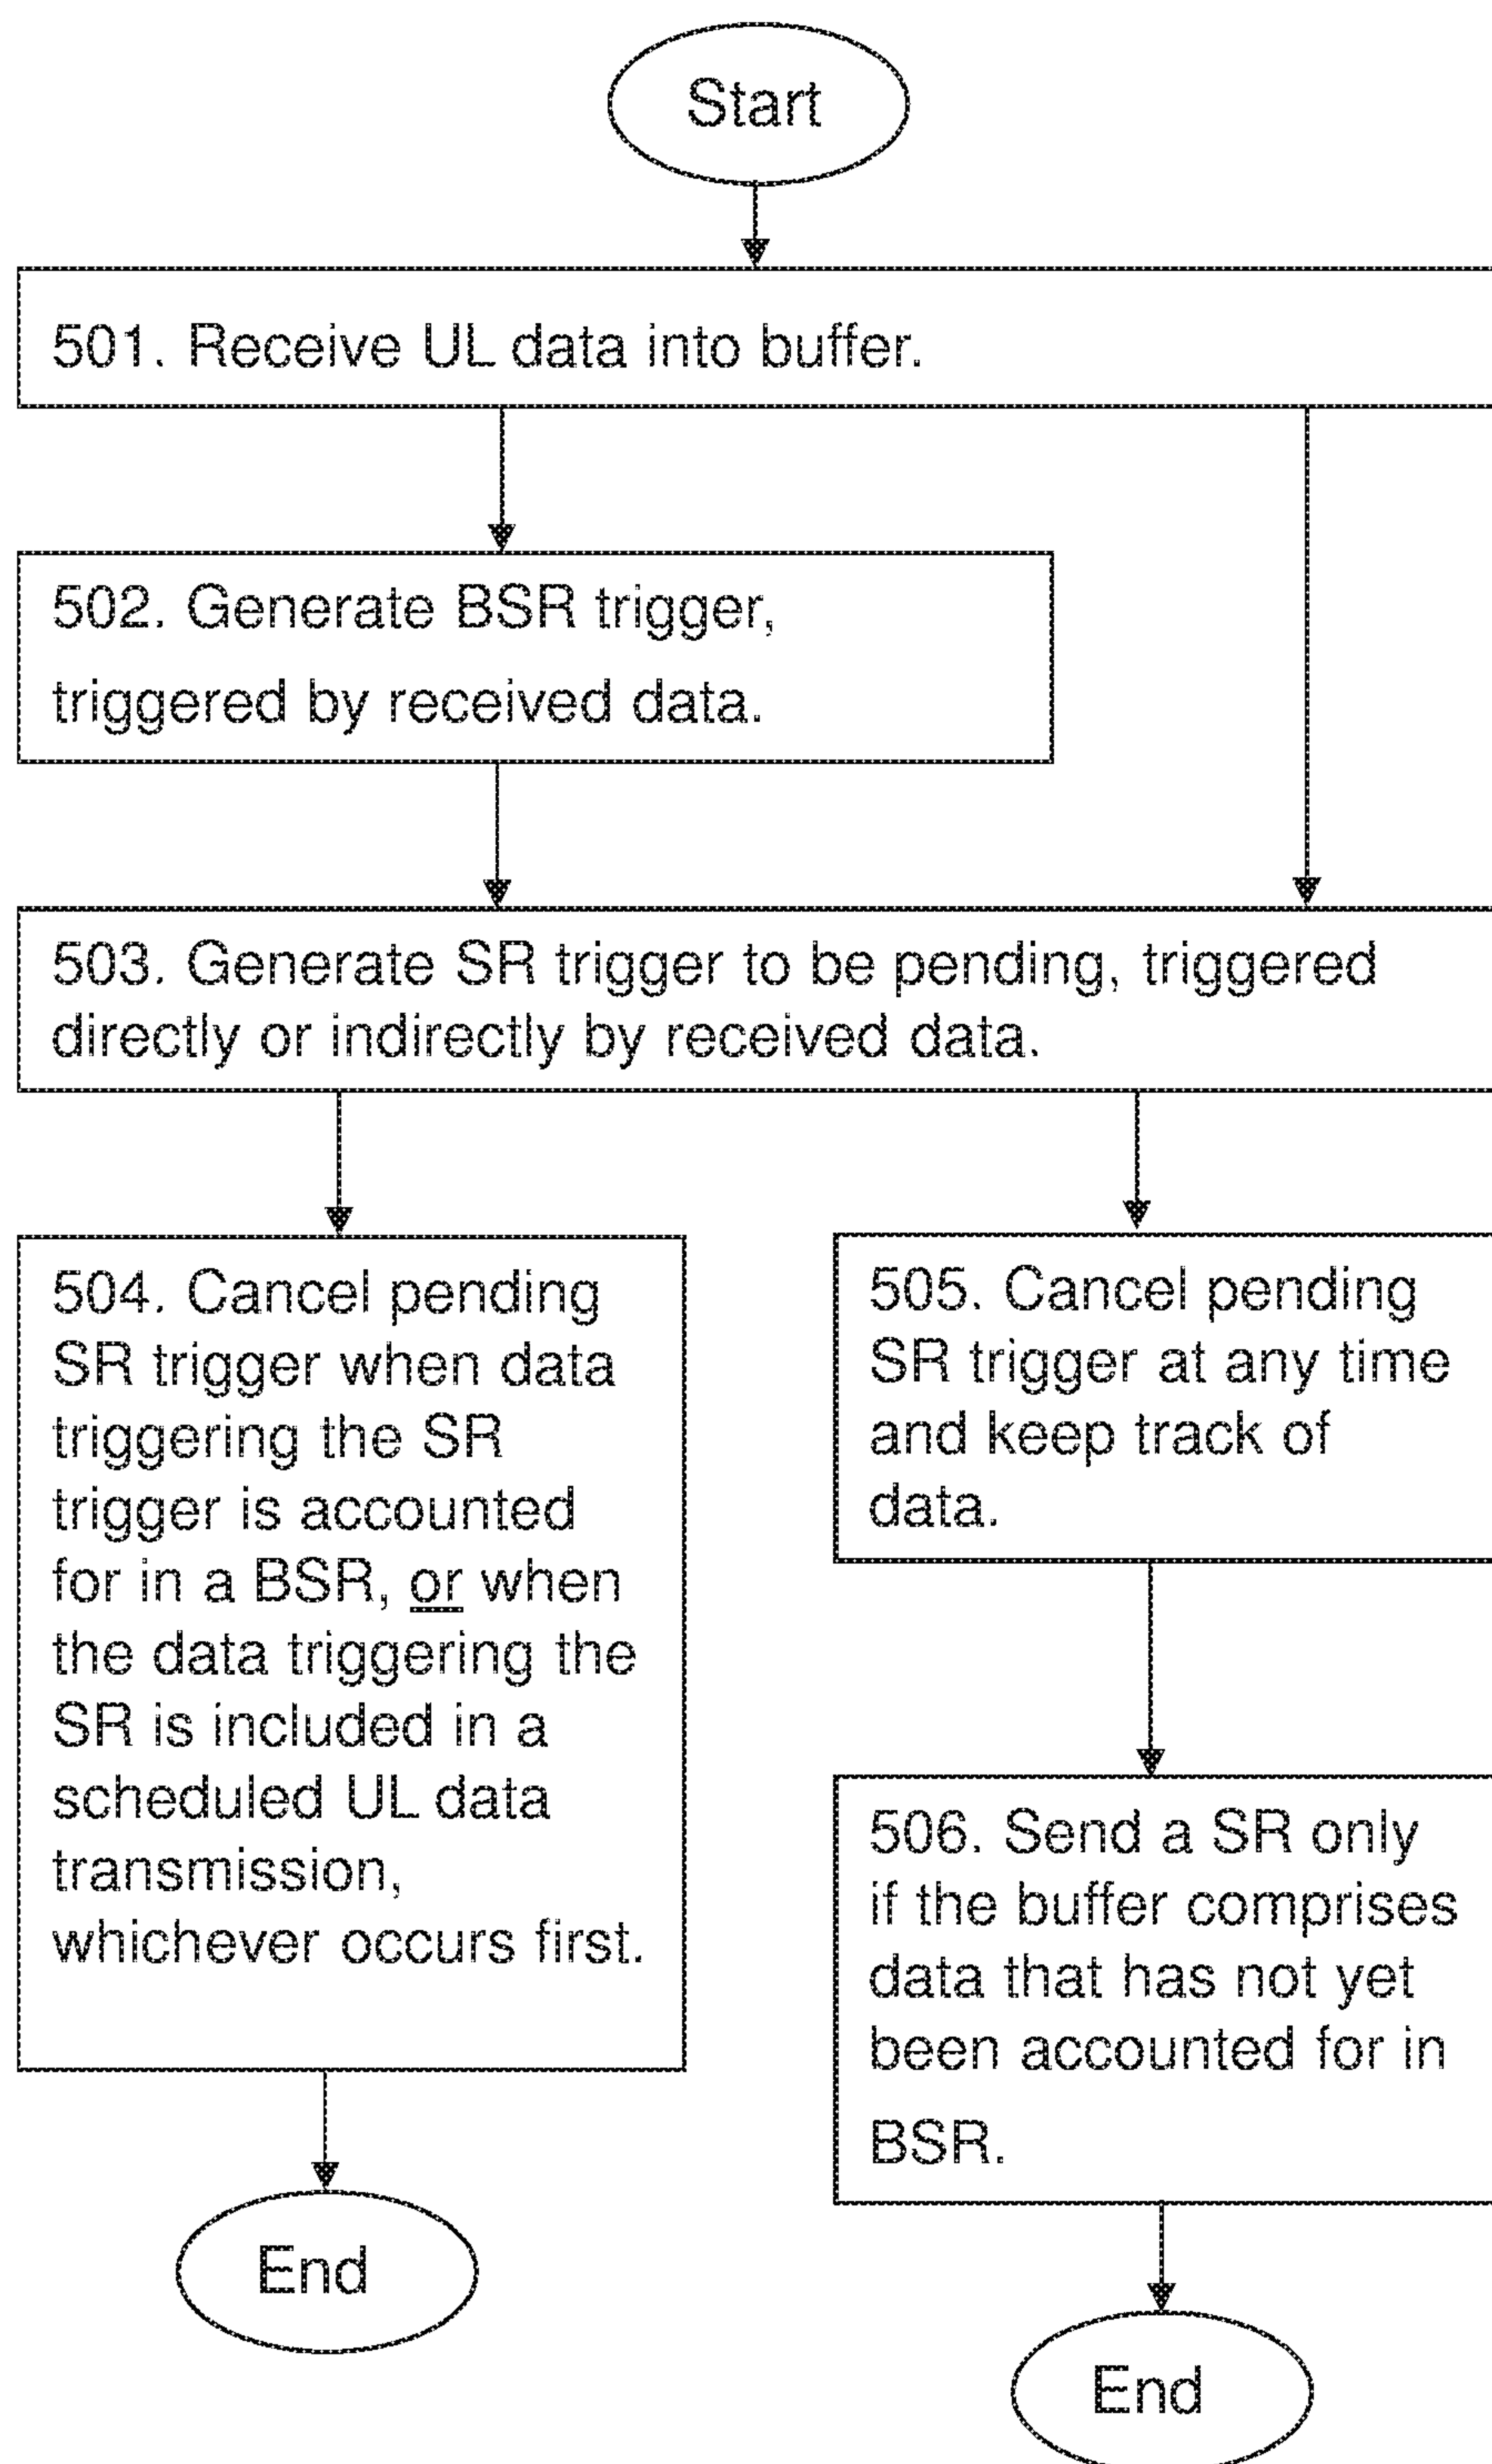 Start
501. Receive UL data into buffer.
502. Generate BSR trigger,
triggered by received data.
503. Generate SR trigger to be pending, triggered
directly or indirectly by received data.
504. Cancel pending
SR trigger when data
triggering the SR
trigger is accounted
for in a BSR, or when
the data triggering the
SR is included in a
scheduled UL data
transmission,
whichever occurs first.
End
505. Cancel pending
SR trigger at any time
and keep track of
data.
506. Send a SR only
if the buffer comprises
data that has not yet
been accounted for in
BSR.
End